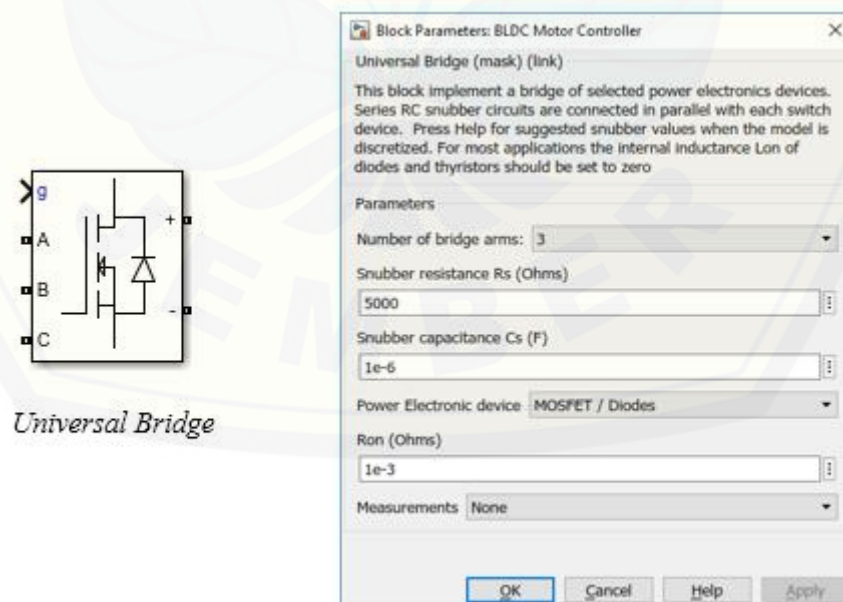 Block Parameters: BLDC Motor Controller
Universal Bridge (mask) (link)
This block implement a bridge of selected power electronics devices.
Series RC snubber circuits are connected in parallel with each switch
device. Press Help for suggested snubber values when the model is
discretized. For most applications the internal inductance Lon of
diodes and thyristors should be set to zero
Parameters
Number of bridge arms: 3
Snubber resistance Rs (Ohms)
5000
Snubber capacitance Cs (F)
1e-6
Power Electronic device MOSFET / Diodes
Ron (Ohms)
1e-3
Measurements None
OK Cancel Help Apply
g
A +
B
C -
Universal Bridge
EMBER